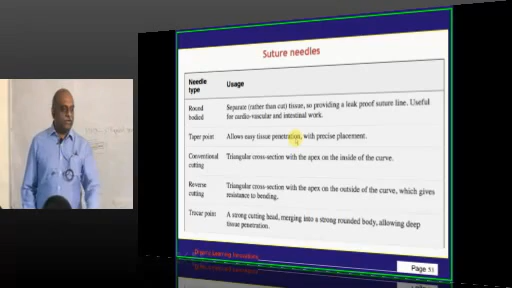 Suture needles
Needle
type
Usage
Round
bodied
Separate (rather than cut) tissue, so providing a leak proof suture line. Useful
for cardio-vascular and intestinal work.
Taper point
Allows easy tissue penetration, with precise placement.
Conventional
cutting
Triangular cross-section with the apex on the inside of the curve.
Reverse
cutting
Triangular cross-section with the apex on the outside of the curve, which gives
resistance to bending.
Trocar point
A strong cutting head, merging into a strong rounded body, allowing deep
tissue penetration.
Page 51